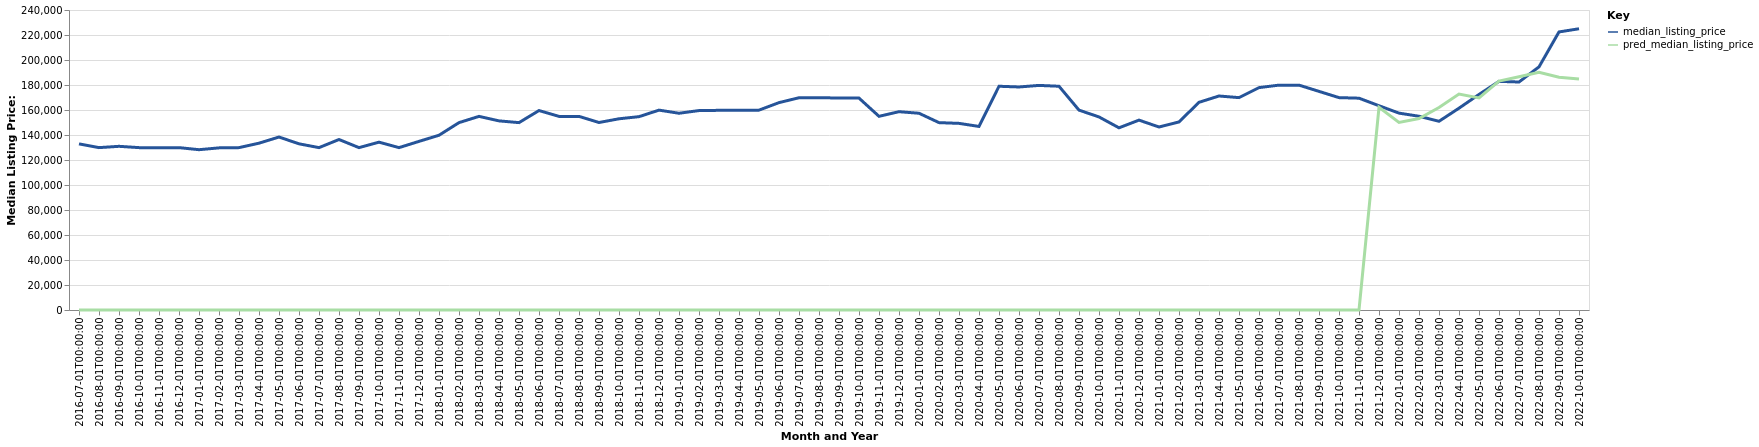 240,000
220,000
200,000
180,000
160,000
140,000
120,000
100,000
80,000
60,000
40,000
20,000
0
Median Listing Price:
2016-07-01T00:00:00
2016-08-01T00:00:00
2016-09-01T00:00:00
2016-10-01T00:00:00
2016-11-01T00:00:00
2016-12-01T00:00:00
2017-01-01T00:00:00
2017-02-01T00:00:00
2017-03-01T00:00:00
2017-04-01T00:00:00
2017-05-01T00:00:00
2017-06-01T00:00:00
2017-07-01T00:00:00
2017-08-01T00:00:00
2017-09-01T00:00:00
2017-10-01T00:00:00
2017-11-01T00:00:00
2017-12-01T00:00:00
2018-01-01T00:00:00
2018-02-01T00:00:00
2018-03-01T00:00:00
2018-04-01T00:00:00
2018-05-01T00:00:00
2018-06-01T00:00:00
2018-07-01T00:00:00
2018-08-01T00:00:00
2018-09-01T00:00:00
2018-10-01T00:00:00
2018-11-01T00:00:00
2018-12-01T00:00:00
2019-01-01T00:00:00
2019-02-01T00:00:00
2019-03-01T00:00:00
2019-04-01T00:00:00
2019-05-01T00:00:00
2019-06-01T00:00:00
2019-07-01T00:00:00
2019-08-01T00:00:00
2019-09-01T00:00:00
2019-10-01T00:00:00
2019-11-01T00:00:00
2019-12-01T00:00:00
2020-01-01T00:00:00
2020-02-01T00:00:00
2020-03-01T00:00:00
2020-04-01T00:00:00
2020-05-01T00:00:00
2020-06-01T00:00:00
2020-07-01T00:00:00
2020-08-01T00:00:00
2020-09-01T00:00:00
2020-10-01T00:00:00
2020-11-01T00:00:00
2020-12-01T00:00:00
2021-01-01T00:00:00
2021-02-01T00:00:00
2021-03-01T00:00:00
2021-04-01T00:00:00
2021-05-01T00:00:00
2021-06-01T00:00:00
2021-07-01T00:00:00
2021-08-01T00:00:00
2021-09-01T00:00:00
2021-10-01T00:00:00
2021-11-01T00:00:00
2021-12-01T00:00:00
2022-01-01T00:00:00
2022-02-01T00:00:00
2022-03-01T00:00:00
2022-04-01T00:00:00
2022-05-01T00:00:00
2022-06-01T00:00:00
2022-07-01T00:00:00
2022-08-01T00:00:00
2022-09-01T00:00:00
2022-10-01T00:00:00
Month and Year
Key
median_listing_price
pred_median_listing_price